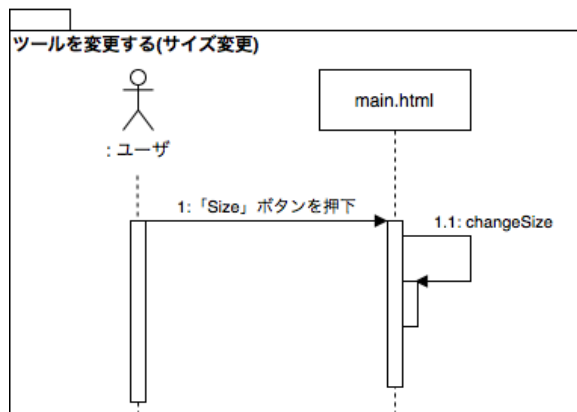 ツールを変更する(サイズ変更)
main.html
: ユーザ
1:「Size」ボタンを押下
1.1: changeSize